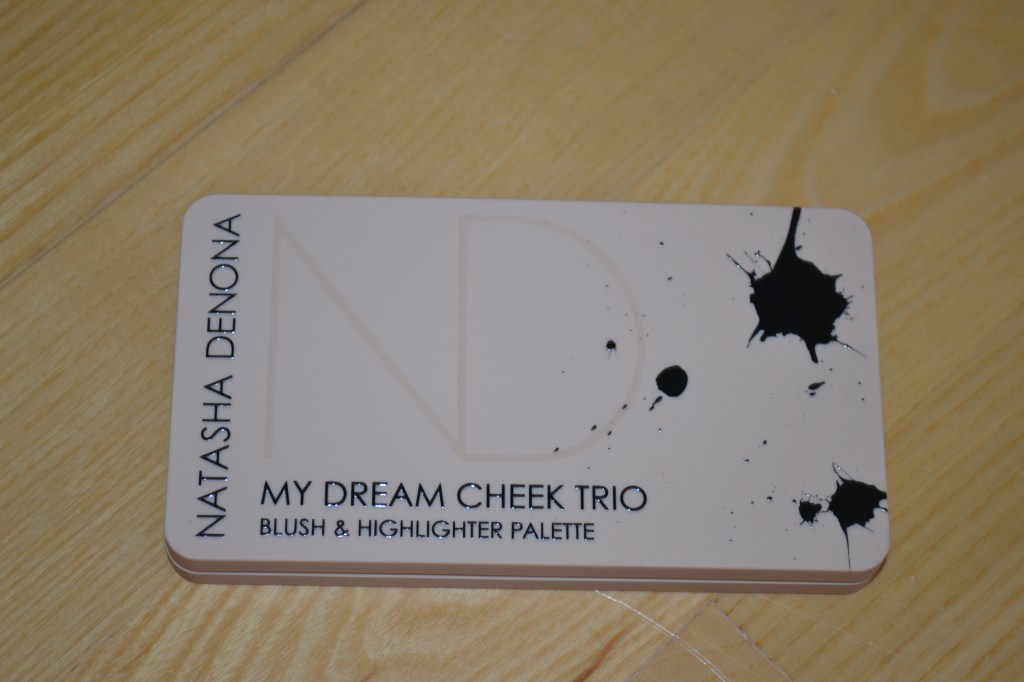 NATASHA DENONA
ND
MY DREAM CHEEK TRIO
BLUSH & HIGHLIGHTER PALETTE